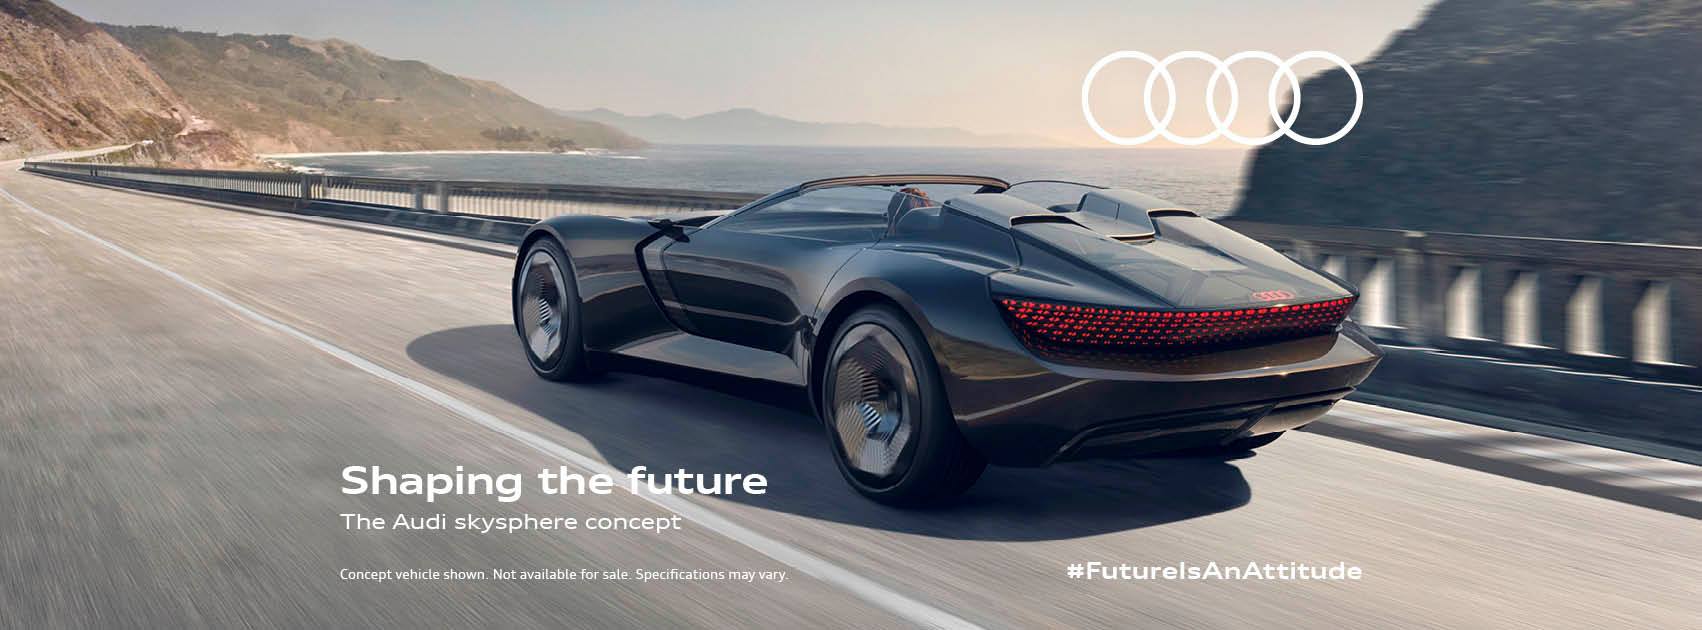 Shaping the future
The Audi skysphere concept
Concept vehicle shown. Not available for sale. Specifications may vary.
#FutureIsAnAttitude